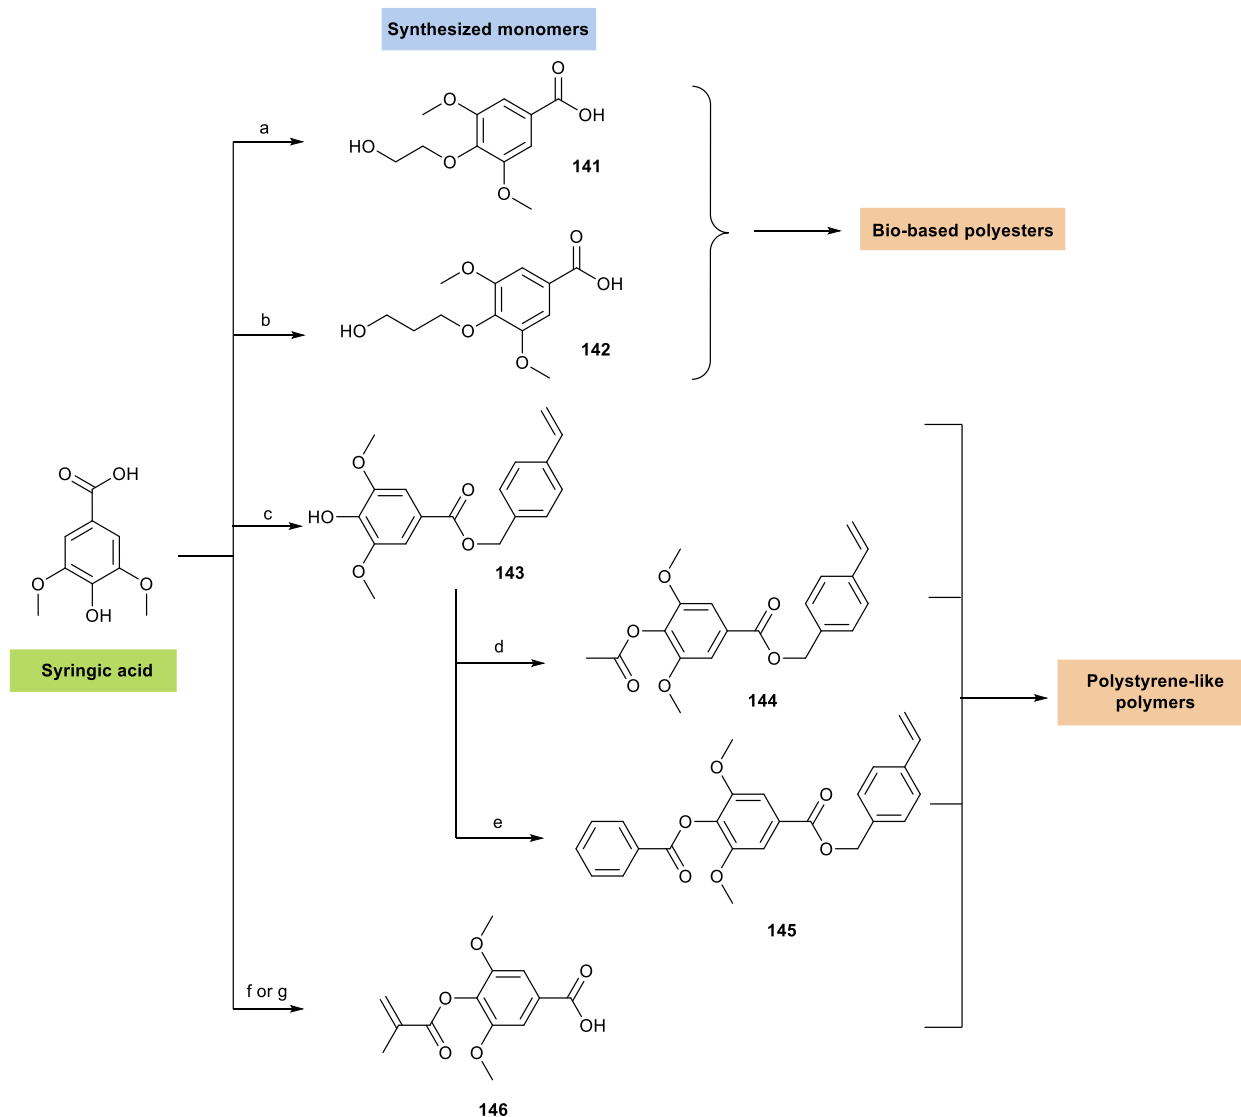 Synthesized monomers
O
O
OH
a
HO
O
141
O
Bio-based polyesters
O
O
OH
b
HO
O
142
O
O
O
OH
O
c
HO
O
O
143
O
O
OH
Syringic acid
O
O
O
d
O
O
O
144
Polystyrene-like
polymers
O
O
O
e
O
O
O
145
O
f or g
O
O
O
O
OH
146